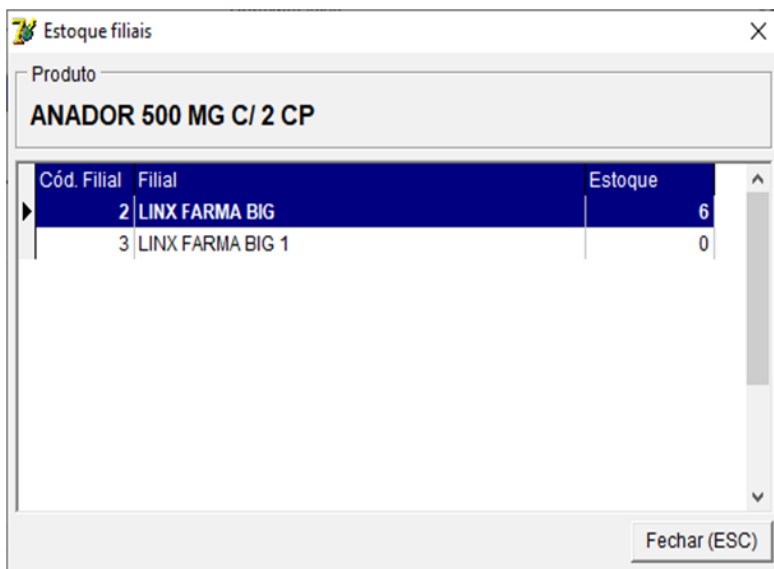 Estoque filiais
Produto
ANADOR 500 MG C/ 2 CP
Cód. Filial Filial Estoque
2 LINX FARMA BIG 6
3 LINX FARMA BIG 1 0
Fechar (ESC)